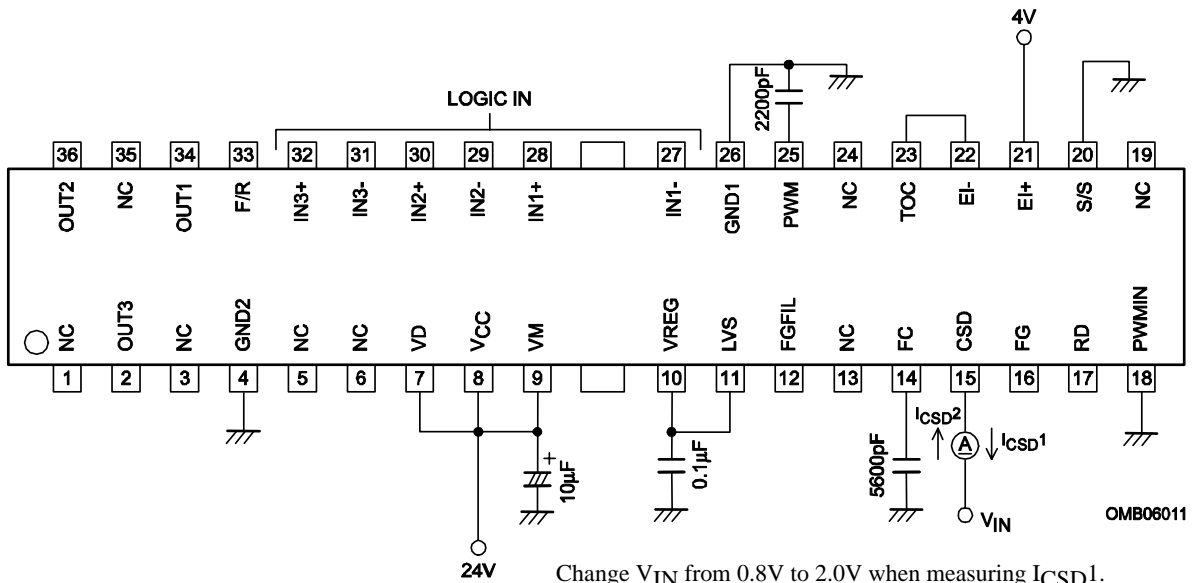 4V
2200pF
LOGIC IN
36 35 34 33 32 31 30 29 28 27 26 25 24 23 22 21 20 19
OUT2 NC OUT1 F/R IN3+ IN3- IN2+ IN2- IN1+ IN1- GND1 PWM NC TOC EI- EI+ S/S NC
NC OUT3 NC GND2 NC NC VD VCC VM VREG LVS FGFIL NC FC CSD FG RD PWMIN
1 2 3 4 5 6 7 8 9 10 11 12 13 14 15 16 17 18
ICSD2 A ICSD1
+
10μF 0.1μF 5600pF
VIN OMB06011
24V
Change VIN from 0.8V to 2.0V when measuring ICSD1.